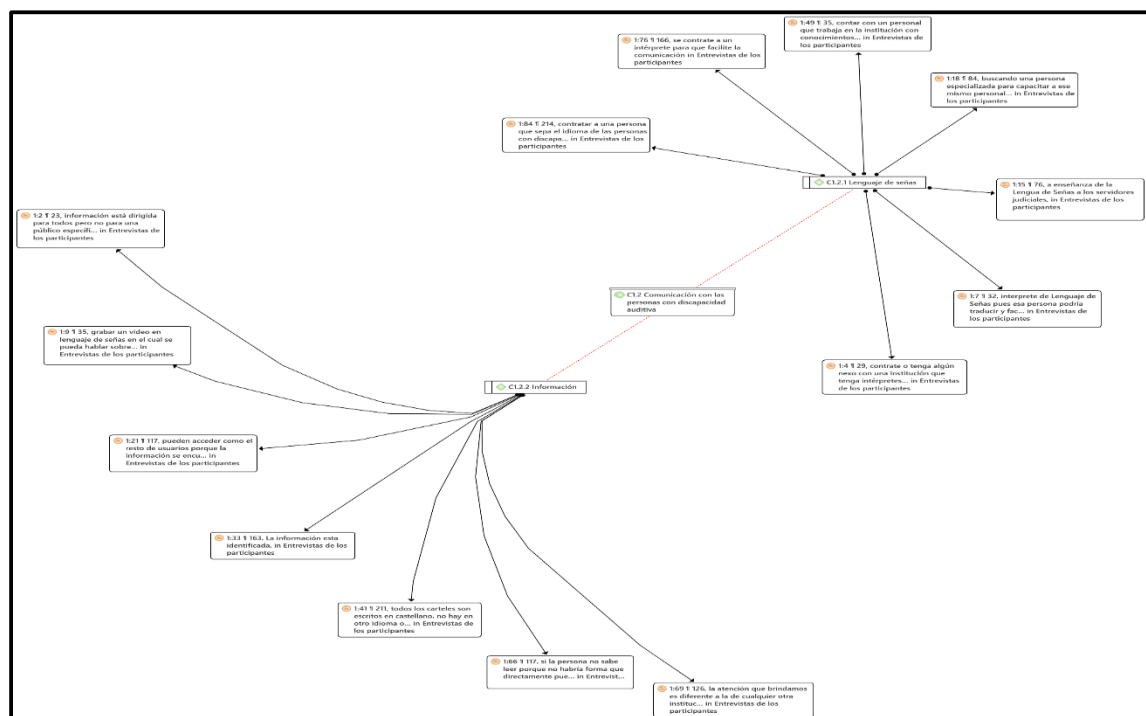 1:49 ¶ 35, contar con un personal
que trabaja en la institución con
conocimientos... in Entrevistas de
los participantes
1:76 ¶ 166, se contrate a un
intérprete para que facilite la
comunicación in Entrevistas de
los participantes
1:18 ¶ 84, buscando una persona
especializada para capacitar a ese
mismo personal... in Entrevistas de
los participantes
1:84 ¶ 214, contratar a una persona
que sepa el idioma de las personas
con discapa... in Entrevistas de los
participantes
C1.2.1 Lenguaje de señas
1:15 ¶ 76, a enseñanza de la
Lengua de Señas a los servidores
judiciales, in Entrevistas de los
participantes
1:2 ¶ 23, información está dirigida
para todos pero no para una
público específi... in Entrevistas de
los participantes
1:7 ¶ 32, interprete de Lenguaje de
Señas pues esa persona podría
traducir y fac... in Entrevistas de
los participantes
C1.2 Comunicación con las
personas con discapacidad
auditiva
1:9 ¶ 35, grabar un video en
lenguaje de señas en el cual se
pueda hablar sobre... in
Entrevistas de los participantes
1:4 ¶ 29, contrate o tenga algún
nexo con una institución que
tenga intérpretes... in Entrevistas
de los participantes
C1.2.2 Información
1:21 ¶ 117, pueden acceder como el
resto de usuarios porque la
información se encu... in
Entrevistas de los participantes
1:33 ¶ 163, La información esta
identificada, in Entrevistas de los
participantes
1:41 ¶ 211, todos los carteles son
escritos en castellano, no hay en
otro idioma o... in Entrevistas de
los participantes
1:66 ¶ 117, si la persona no sabe
leer porque no habría forma que
directamente pue... in Entrevist...
1:69 ¶ 126, la atención que brindamos
es diferente a la de cualquier otra
instituc... in Entrevistas de los
participantes